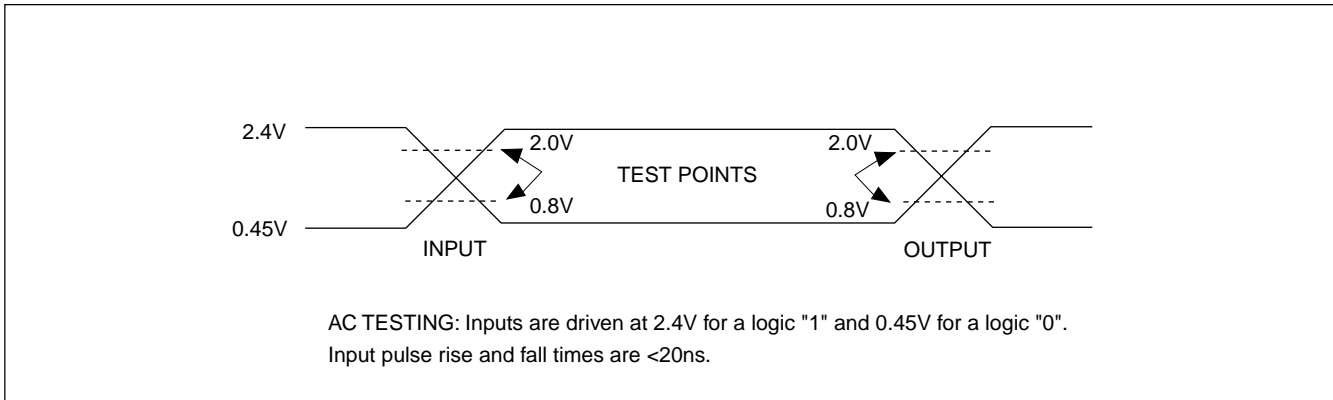 2.4V
2.0V
2.0V
TEST POINTS
0.8V
0.8V
0.45V
INPUT
OUTPUT
AC TESTING: Inputs are driven at 2.4V for a logic "1" and 0.45V for a logic "0".
Input pulse rise and fall times are <20ns.